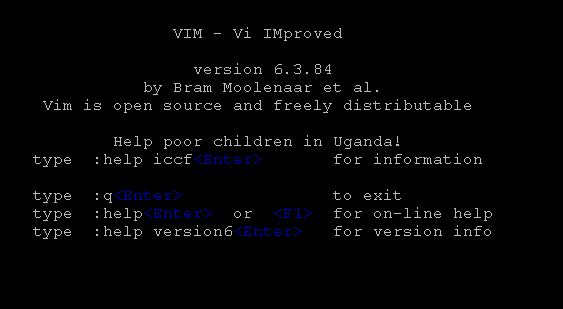 VIM - Vi IMproved
version 6.3.84
by Bram Moolenaar et al.
Vim is open source and freely distributable
Help poor children in Uganda!
type :help iccf<Enter> for information
type :q<Enter> to exit
type :help<Enter> or <F1> for on-line help
type :help version6<Enter> for version info